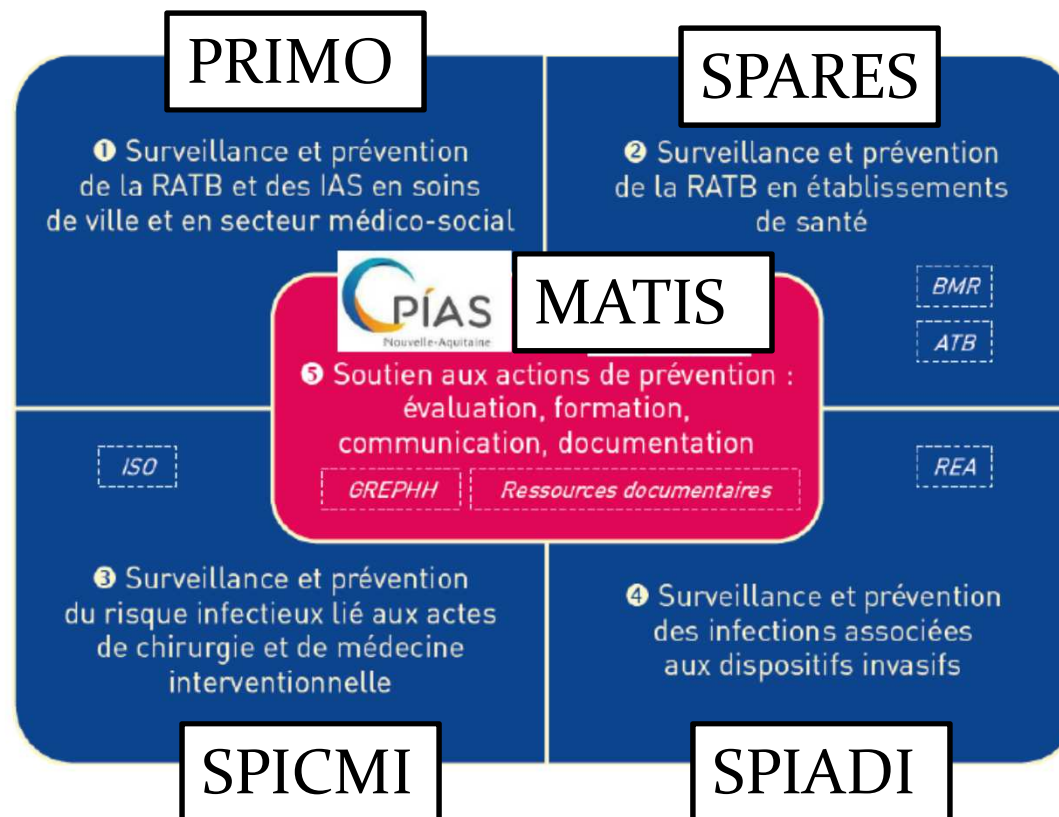 PRIMO
❶ Surveillance et prévention
de la RATB et des IAS en soins
de ville et en secteur médico-social
SPARES
❷ Surveillance et prévention
de la RATB en établissements
de santé
BMR
ATB
CPÍAS
Nouvelle-Aquitaine
MATIS
❺ Soutien aux actions de prévention :
évaluation, formation,
communication, documentation
GREPHH
Ressources documentaires
ISO
❸ Surveillance et prévention
du risque infectieux lié aux actes
de chirurgie et de médecine
interventionnelle
SPICMI
REA
❹ Surveillance et prévention
des infections associées
aux dispositifs invasifs
SPIADI